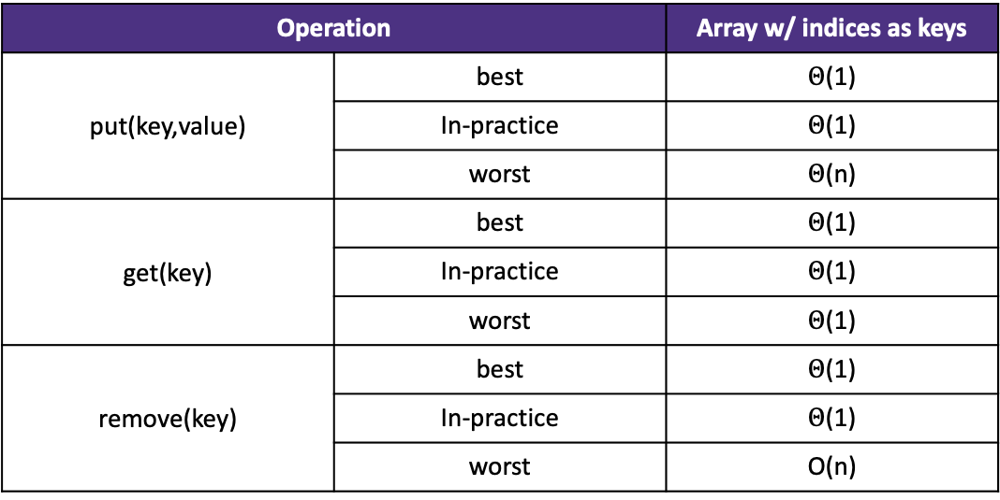 Operation Array w/ indices as keys
best Θ(1)
put(key,value) In-practice Θ(1)
worst Θ(n)
best Θ(1)
get(key) In-practice Θ(1)
worst Θ(1)
best Θ(1)
remove(key) In-practice Θ(1)
worst O(n)